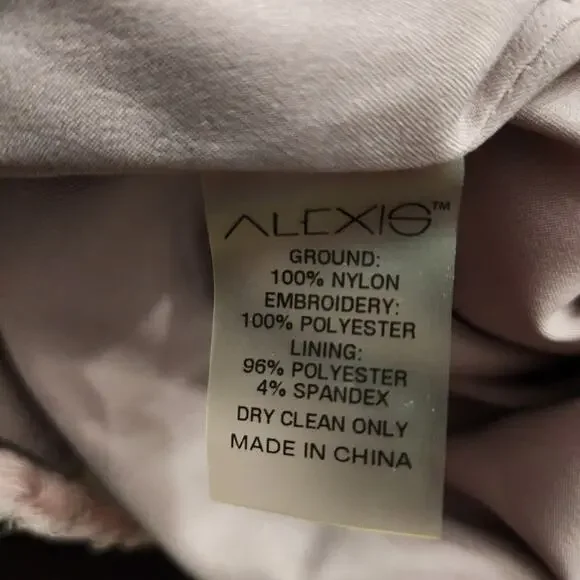 ALEXIS™
GROUND:
100% NYLON
EMBROIDERY:
100% POLYESTER
LINING:
96% POLYESTER
4% SPANDEX
DRY CLEAN ONLY
MADE IN CHINA